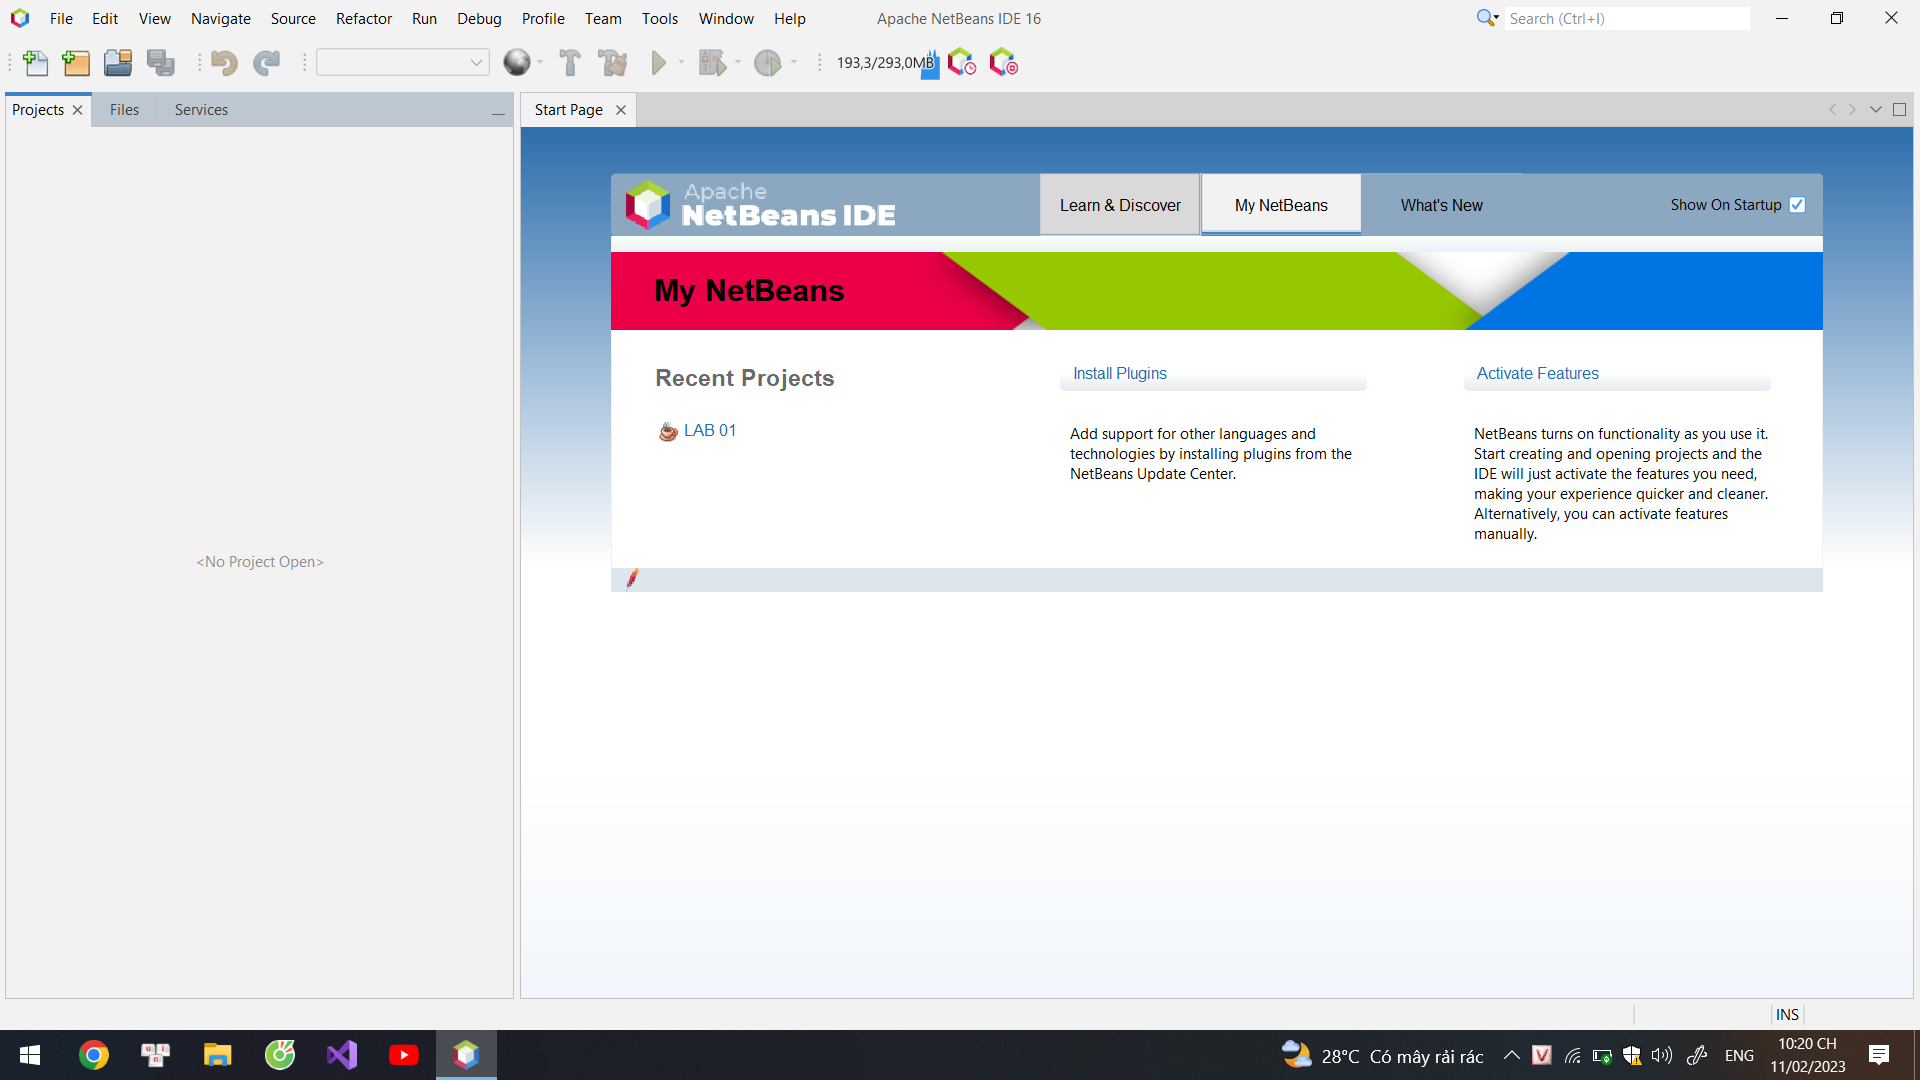 File Edit View Navigate Source Refactor Run Debug Profile Team Tools Window Help Apache NetBeans IDE 16 Search (Ctrl+I)
193,3/293,0MB
Projects Files Services Start Page
Apache
NetBeans IDE
Learn & Discover My NetBeans What's New Show On Startup
My NetBeans
Recent Projects
LAB 01
Install Plugins
Add support for other languages and
technologies by installing plugins from the
NetBeans Update Center.
Activate Features
NetBeans turns on functionality as you use it.
Start creating and opening projects and the
IDE will just activate the features you need,
making your experience quicker and cleaner.
Alternatively, you can activate features
manually.
<No Project Open>
INS
28°C Có mây rải rác ENG
10:20 CH
11/02/2023